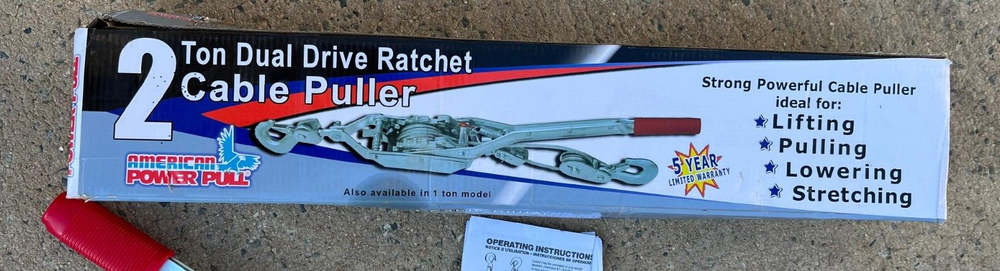 2 Ton Dual Drive Ratchet
Cable Puller
AMERICAN
POWER PULL
Also available in 1 ton model
5 YEAR
LIMITED WARRANTY
Strong Powerful Cable Puller
ideal for:
Lifting
Pulling
Lowering
Stretching
OPERATING INSTRUCTIONS